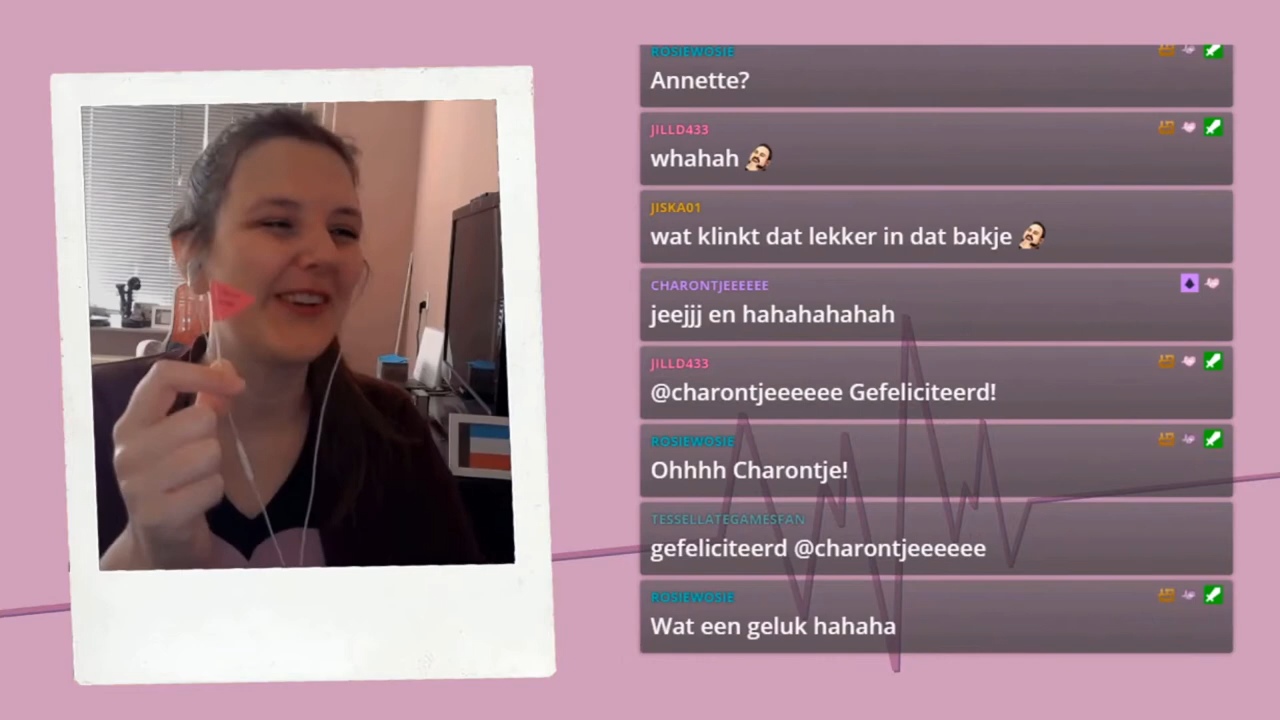 ROSIEWOSIE
Annette?
JILLD433
whahah
JISKA01
wat klinkt dat lekker in dat bakje
CHARONTJEEEEEE
jeejjj en hahahahahah
JILLD433
@charontjeeeeee Gefeliciteerd!
ROSIEWOSIE
Ohhhh Charontje!
TESSELLATEGAMESFAN
gefeliciteerd @charontjeeeeee
ROSIEWOSIE
Wat een geluk hahaha